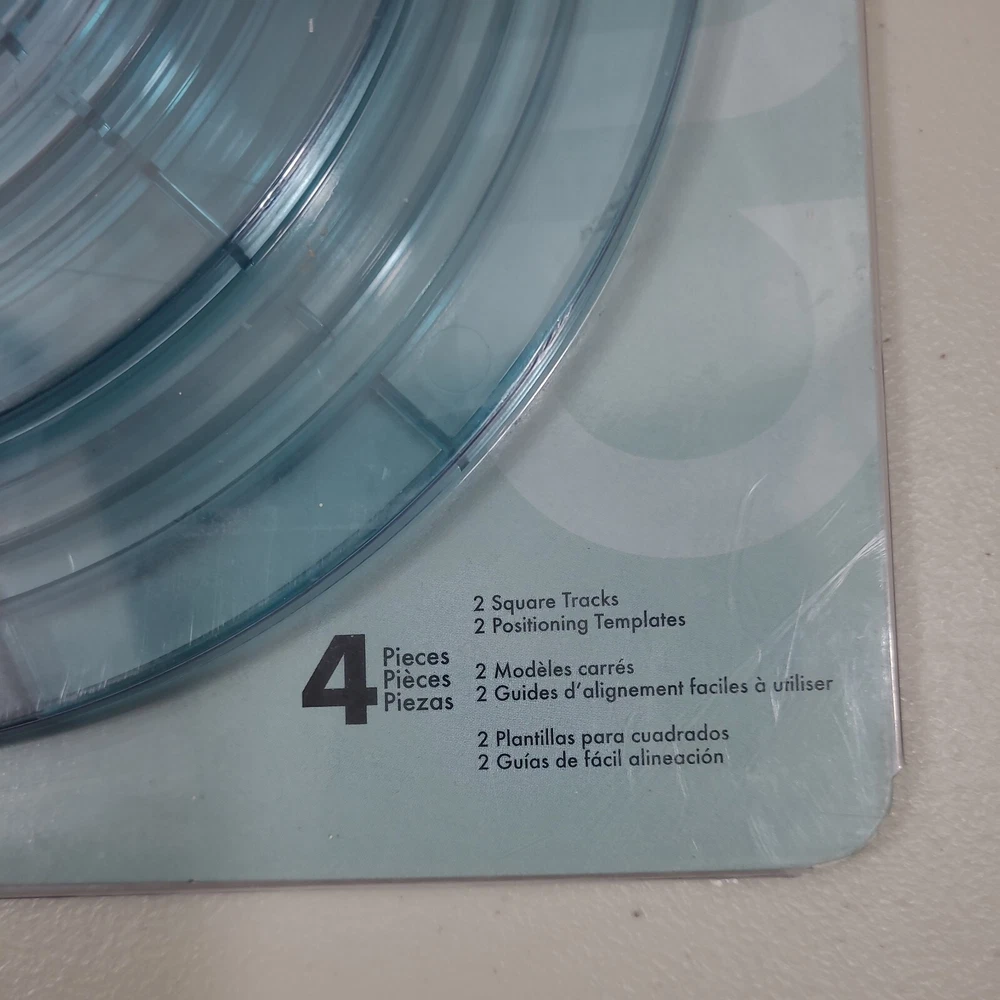 4
Pieces
Pièces
Piezas
2 Square Tracks
2 Positioning Templates
2 Modèles carrés
2 Guides d'alignement faciles à utiliser
2 Plantillas para cuadrados
2 Guías de fácil alineación